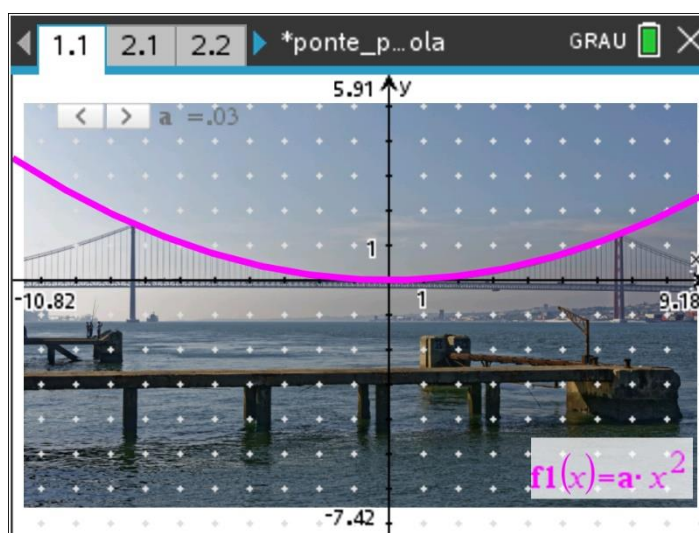 1.1 2.1 2.2 *ponte_p...ola GRAU
5.91 y
a =.03
1
x
-10.82 1 9.18
f1(x)=a·x²
-7.42